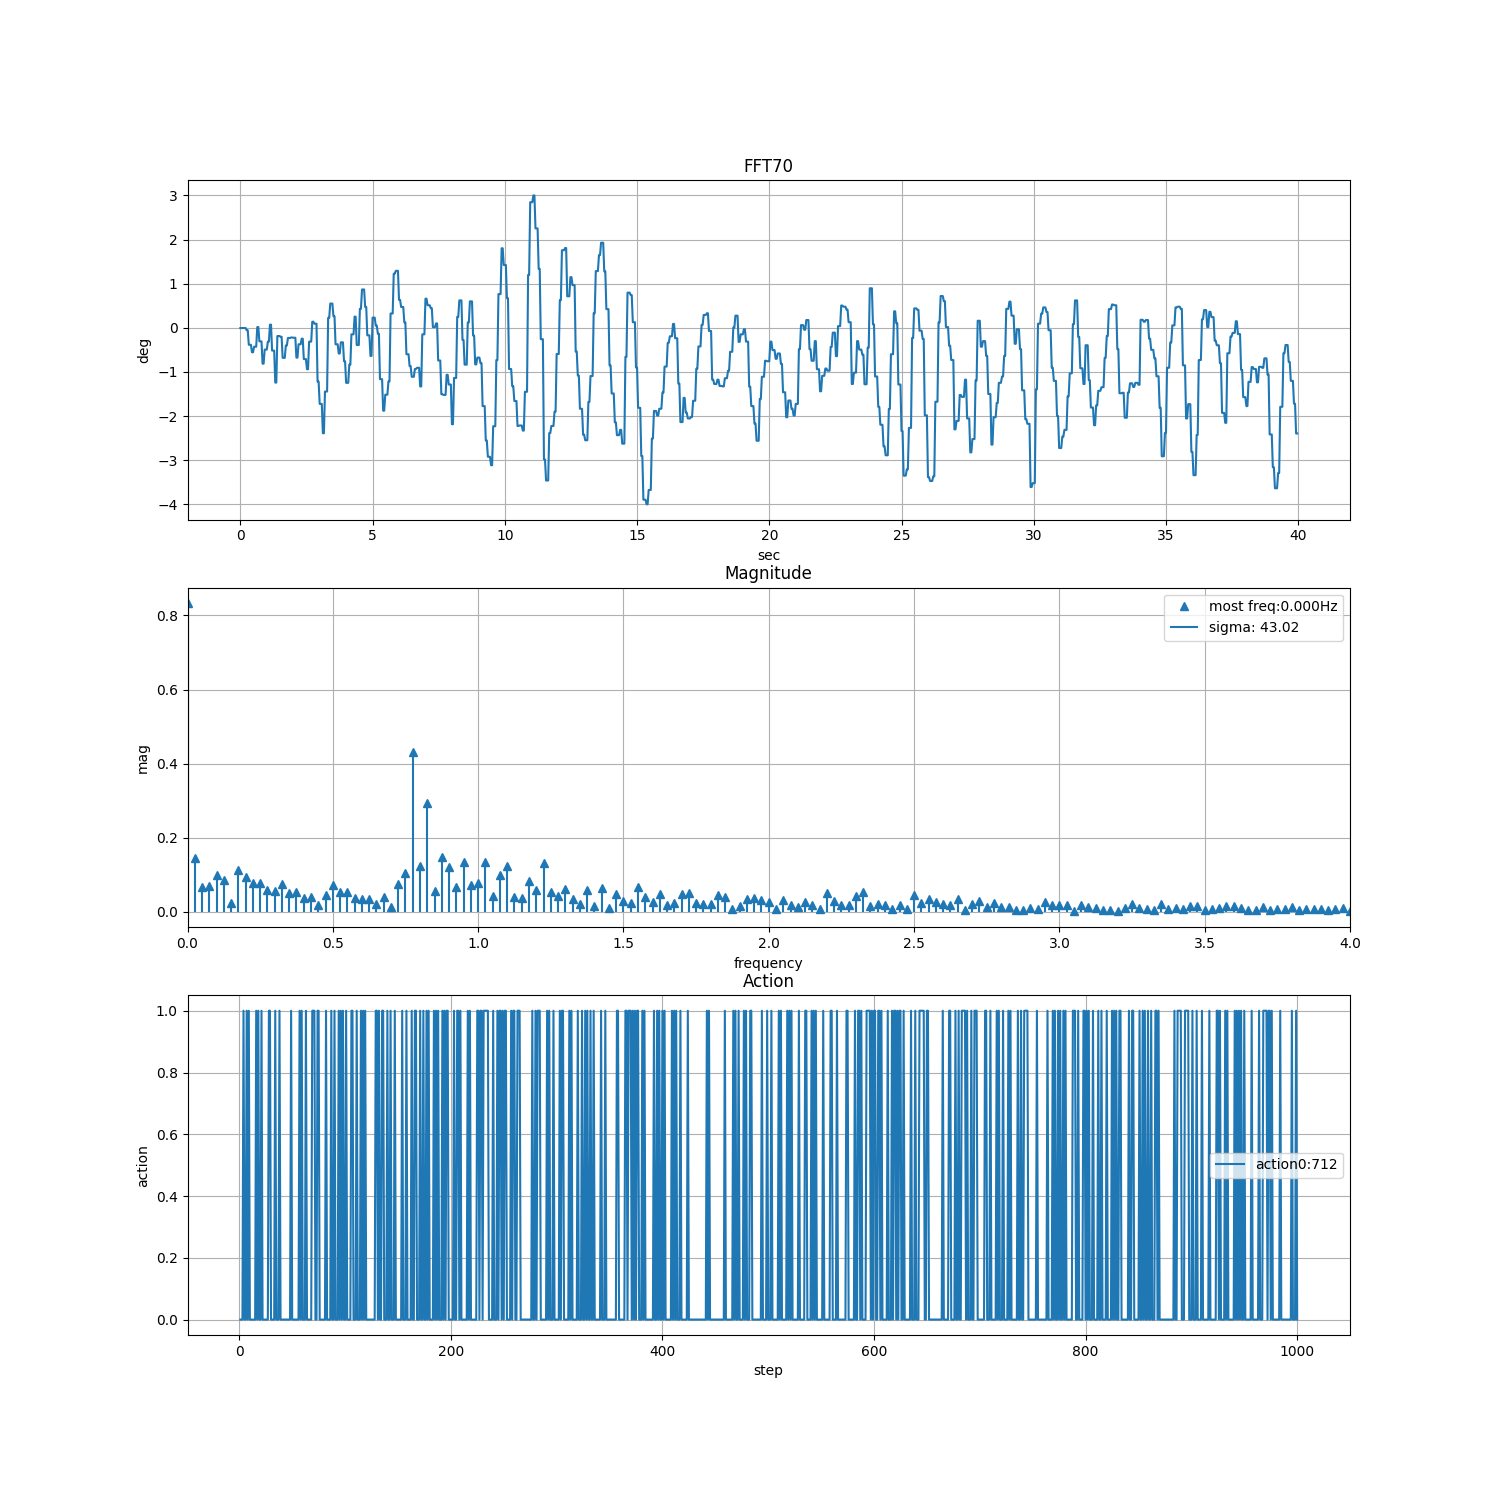 FFT70
3
2
1
0
−1
−2
−3
−4
deg
0 5 10 15 20 25 30 35 40
sec
Magnitude
0.8
0.6
0.4
0.2
0.0
mag
most freq:0.000Hz
sigma: 43.02
0.0 0.5 1.0 1.5 2.0 2.5 3.0 3.5 4.0
frequency
Action
1.0
0.8
0.6
0.4
0.2
0.0
action
action0:712
0 200 400 600 800 1000
step